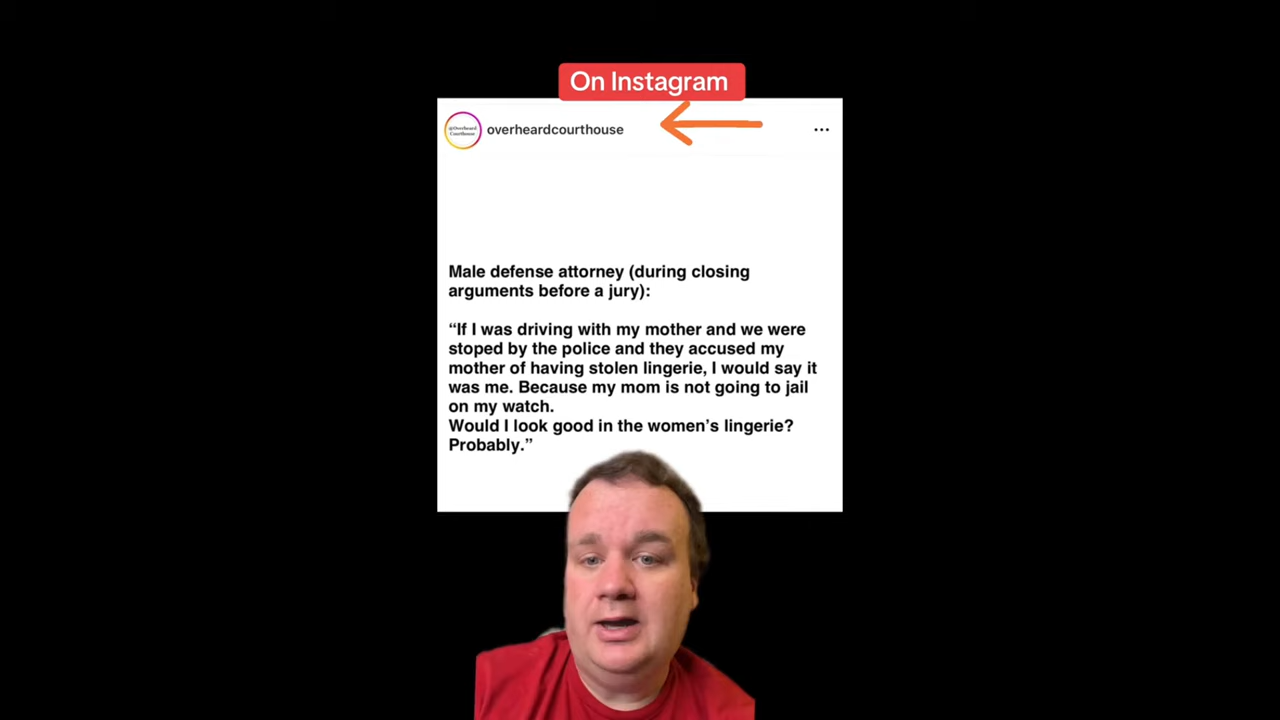 On Instagram
@Overheard
Courthouse
overheardcourthouse
Male defense attorney (during closing
arguments before a jury):
“If I was driving with my mother and we were
stoped by the police and they accused my
mother of having stolen lingerie, I would say it
was me. Because my mom is not going to jail
on my watch.
Would I look good in the women’s lingerie?
Probably.”